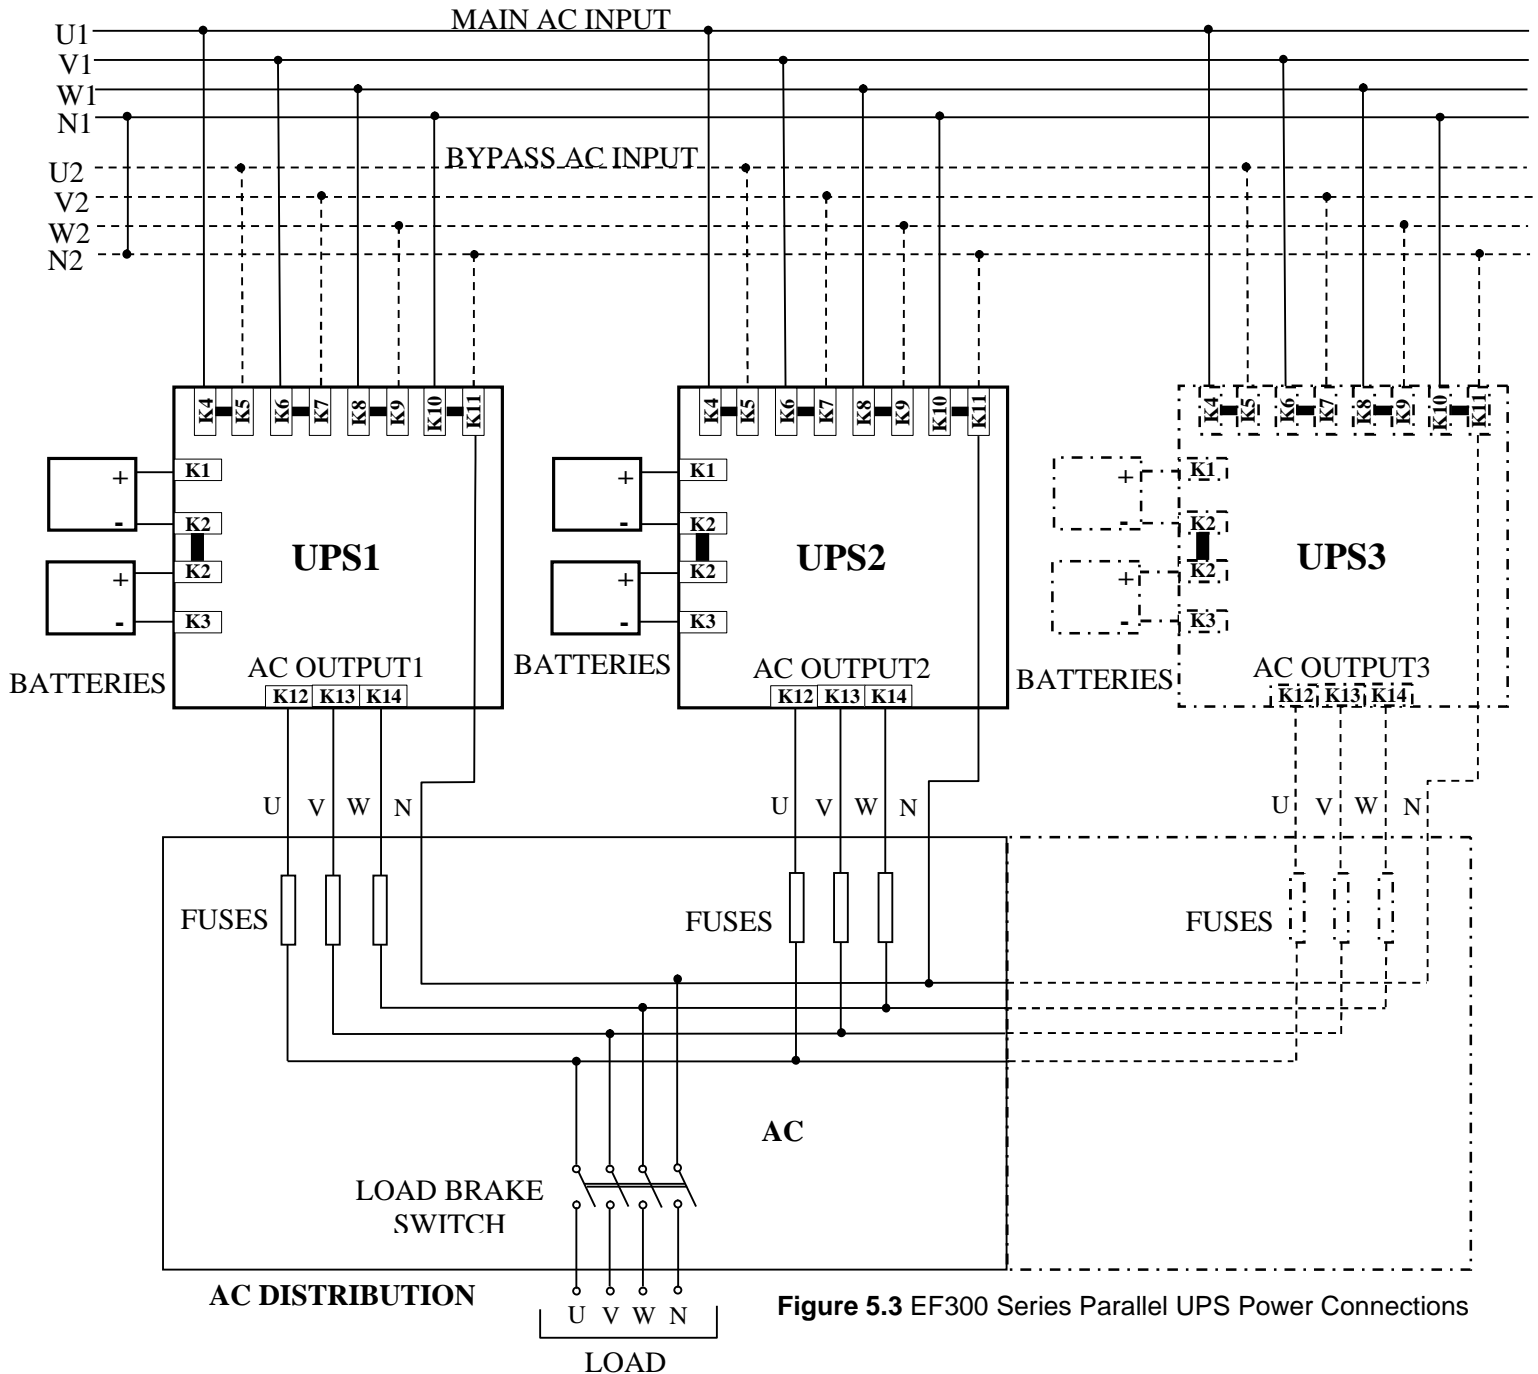 MAIN AC INPUT
U1
V1
W1
N1
BYPASS AC INPUT
U2
V2
W2
N2
K4 K5 K6 K7 K8 K9 K10 K11
K4 K5 K6 K7 K8 K9 K10 K11
K4 K5 K6 K7 K8 K9 K10 K11
+ K1
- K2
+ K2
- K3
UPS1
BATTERIES
AC OUTPUT1
K12 K13 K14
+ K1
- K2
+ K2
- K3
UPS2
BATTERIES
AC OUTPUT2
K12 K13 K14
+ K1
- K2
+ K2
- K3
UPS3
BATTERIES
AC OUTPUT3
K12 K13 K14
U V W N
U V W N
U V W N
FUSES
FUSES
FUSES
AC
LOAD BRAKE
SWITCH
AC DISTRIBUTION
U V W N
LOAD
Figure 5.3 EF300 Series Parallel UPS Power Connections